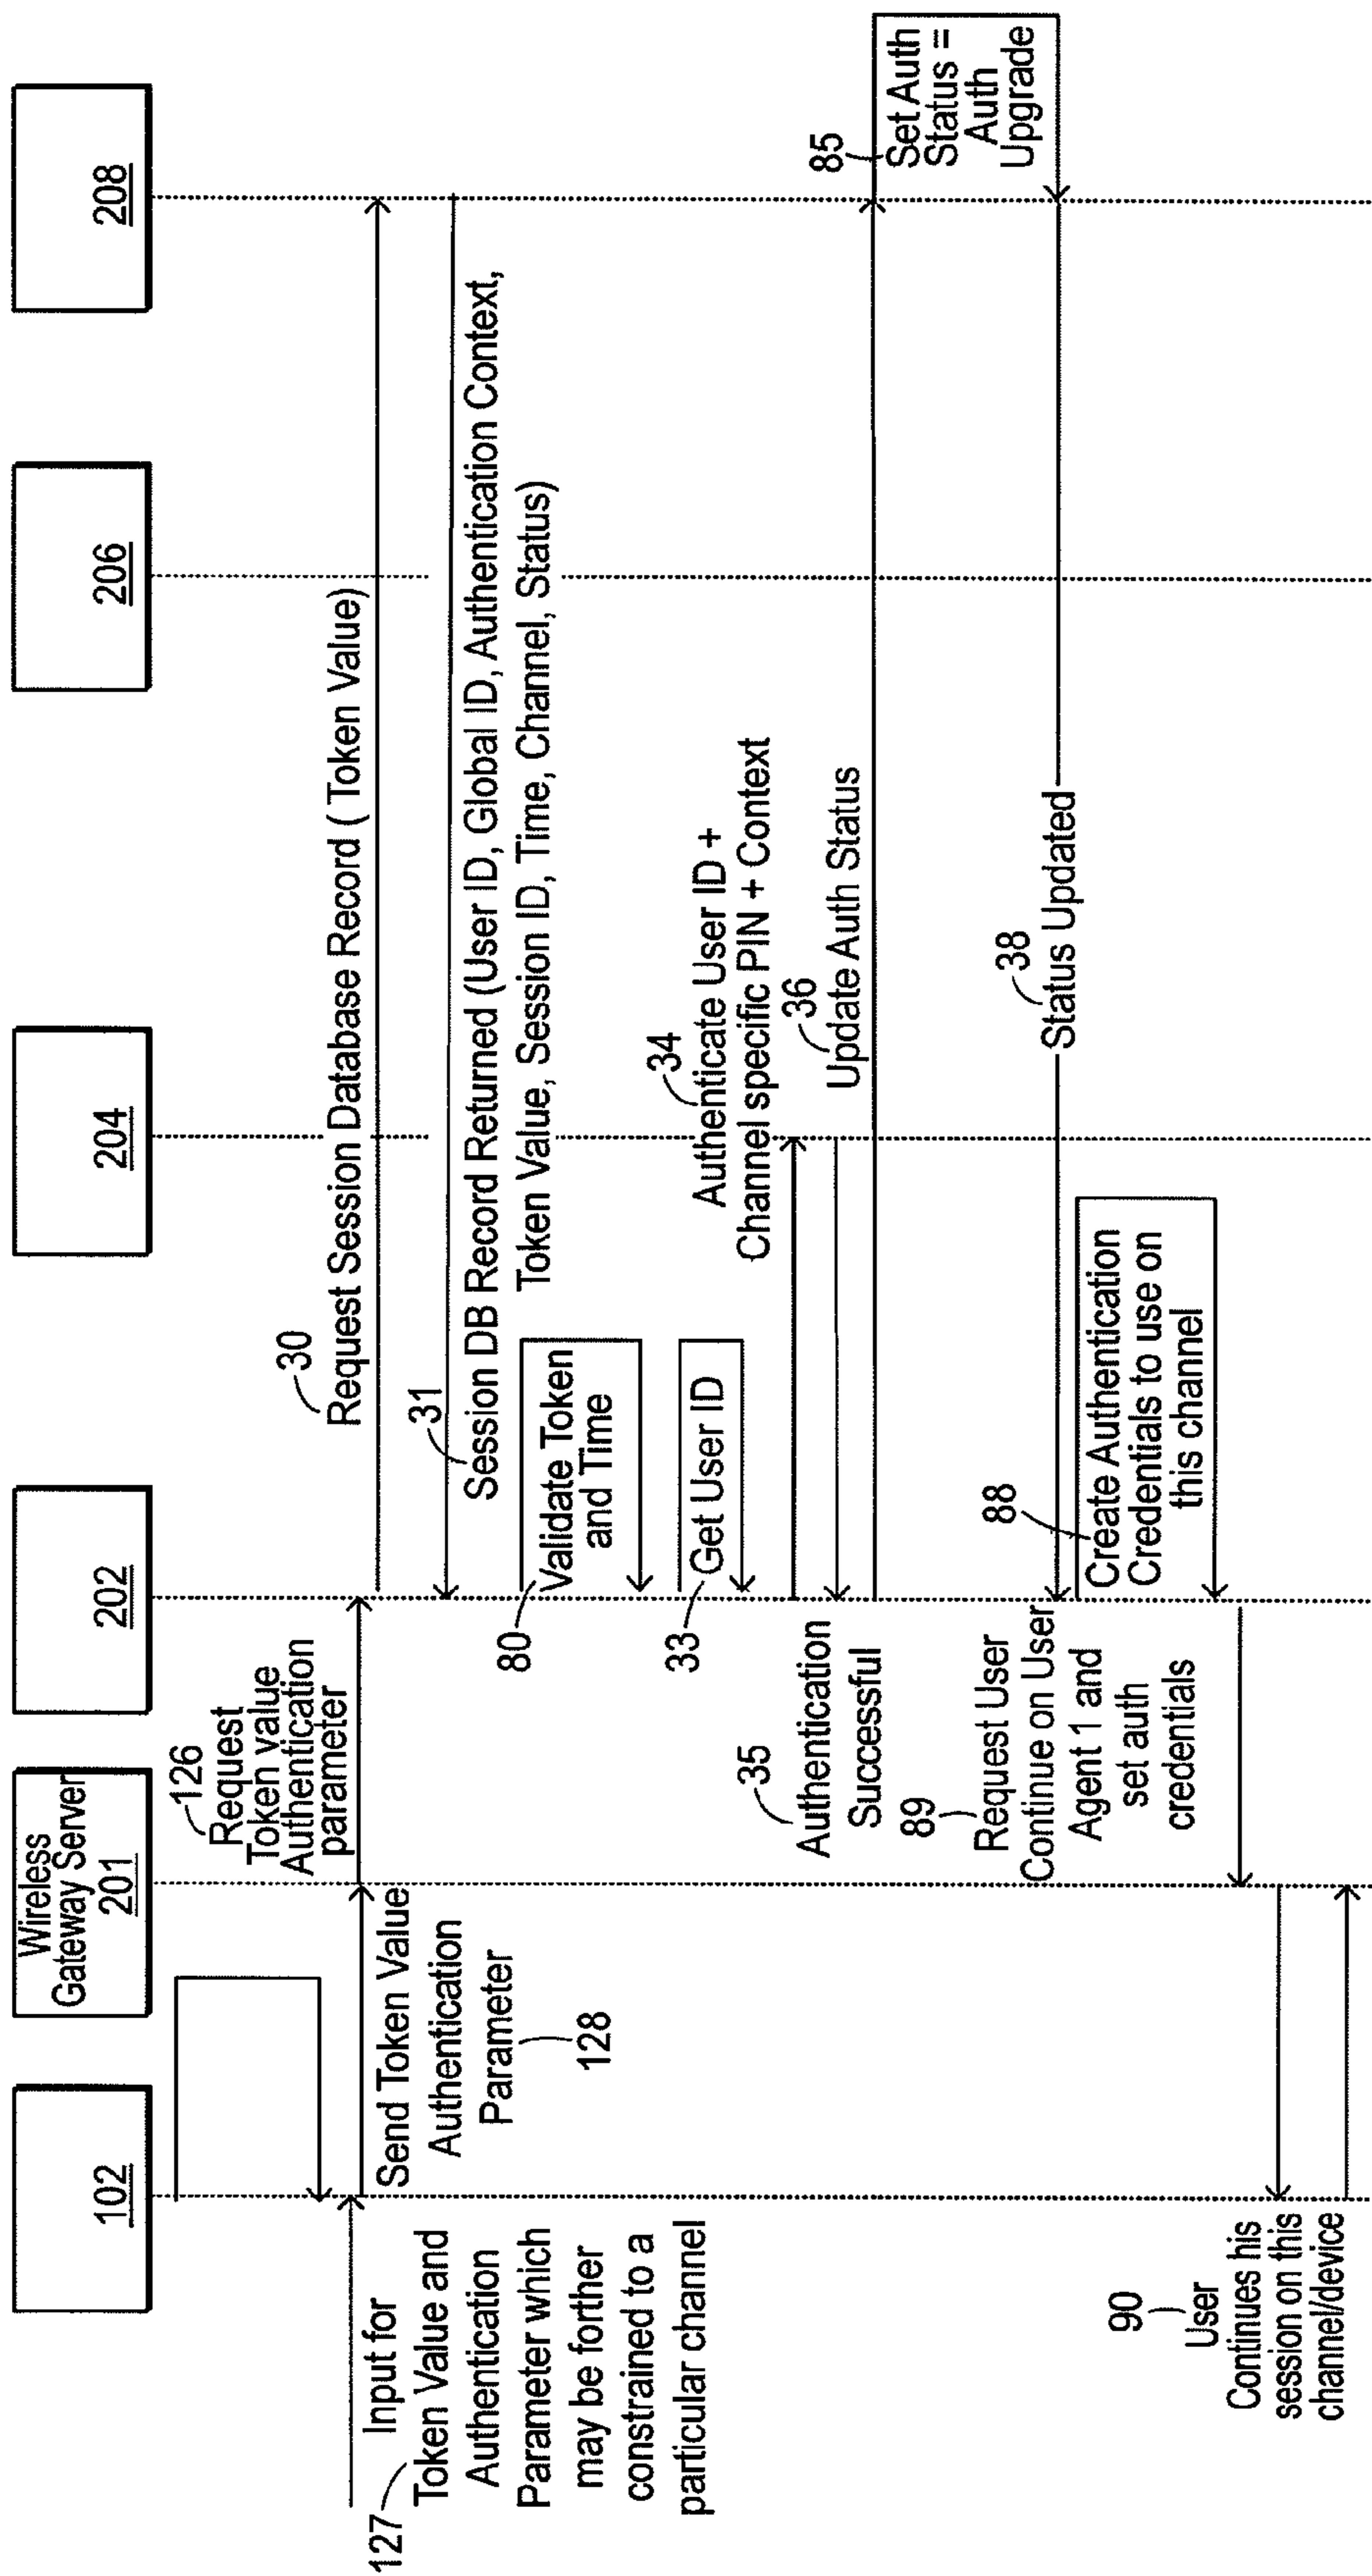 102
Wireless
Gateway Server
201
202
204
206
208
127
Input for
Token Value and
Authentication
Parameter which
may be forther
constrained to a
particular channel
Send Token Value
Authentication
Parameter
128
126
Request
Token value
Authentication
parameter
30
Request Session Database Record ( Token Value)
31
Session DB Record Returned (User ID, Global ID, Authentication Context,
Token Value, Session ID, Time, Channel, Status)
80
Validate Token
and Time
33
Get User ID
34
Authenticate User ID +
Channel specific PIN + Context
35
Authentication
Successful
36
Update Auth Status
85
Set Auth
Status =
Auth
Upgrade
38
Status Updated
88
Create Authentication
Credentials to use on
this channel
89
Request User
Continue on User
Agent 1 and
set auth
credentials
90
User
Continues his
session on this
channel/device